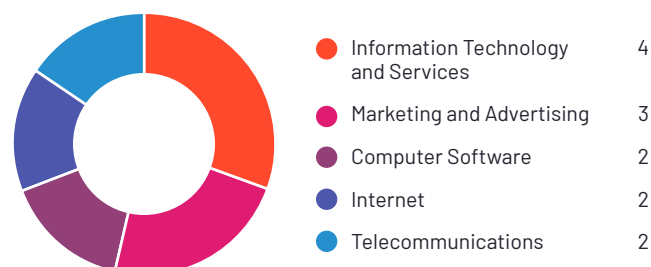 Information Technology 4
and Services
Marketing and Advertising 3
Computer Software 2
Internet 2
Telecommunications 2